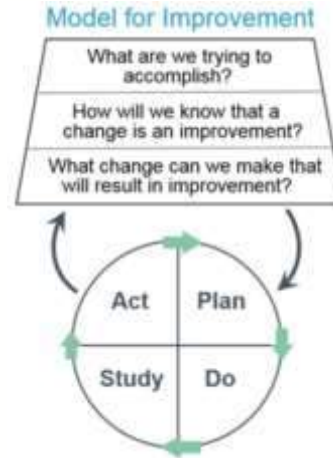 Model for Improvement
What are we trying to
accomplish?
How will we know that a
change is an improvement?
What change can we make that
will result in improvement?
Act
Plan
Study
Do